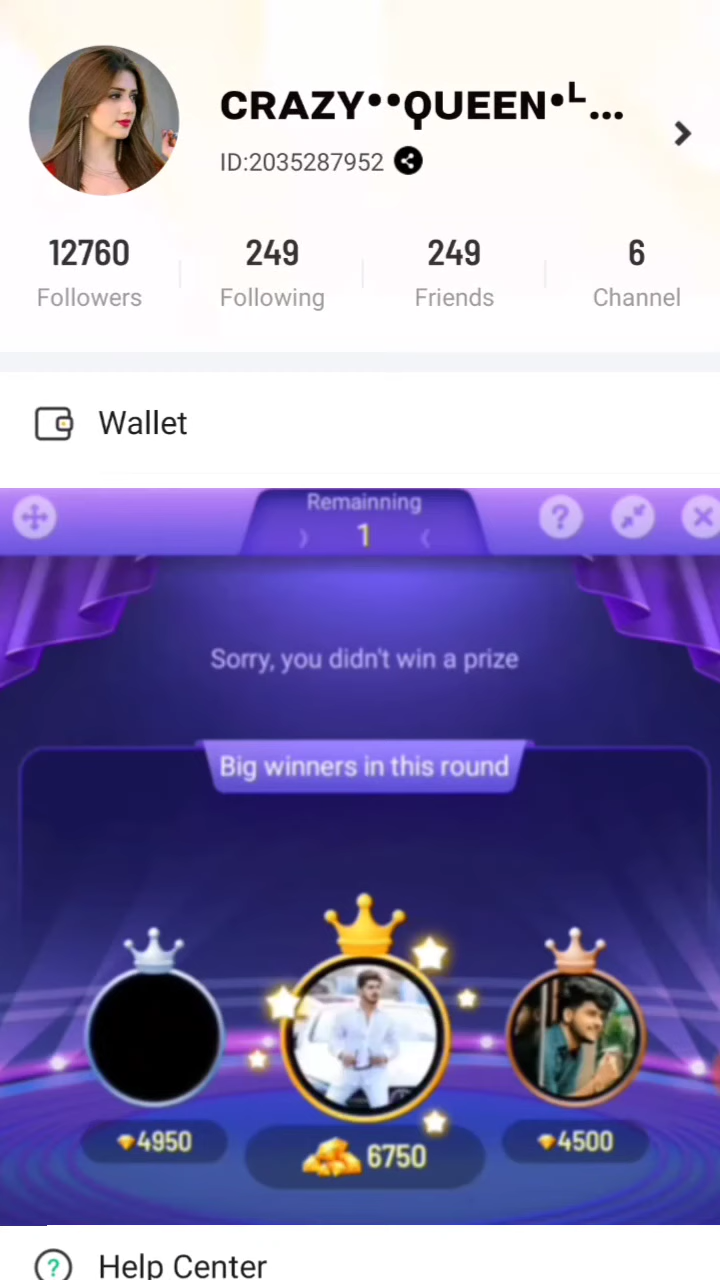 CRAZY••QUEEN•ᴸ...
ID:2035287952
12760 249 249 6
Followers Following Friends Channel
Wallet
Remainning
1
Sorry, you didn't win a prize
Big winners in this round
4950 6750 4500
Help Center